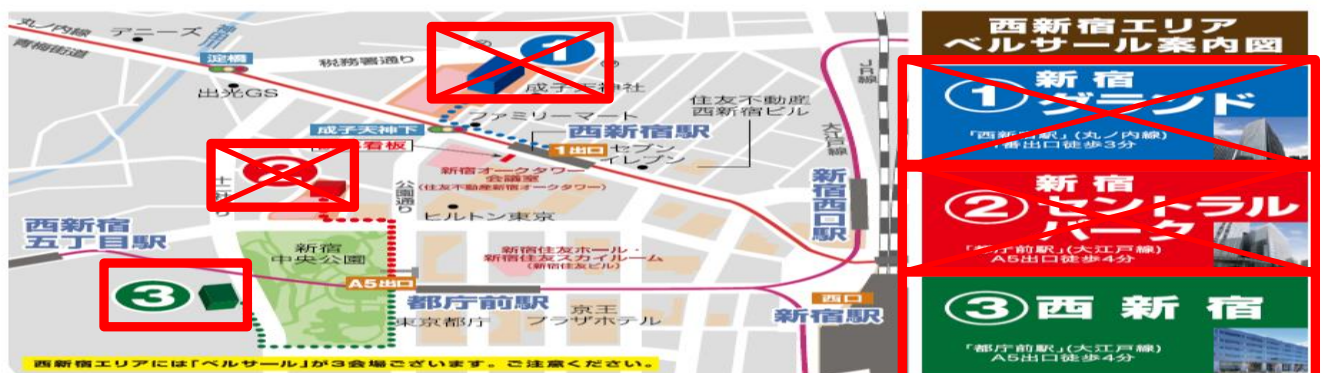 丸ノ内線
青梅街道
デニーズ
淀橋
税務署通り
出光GS
①
成子天神社
ファミリーマート
住友不動産
西新宿ビル
成子天神下
西新宿駅
1出口
セブン
イレブン
看板
新宿オークタワー
会議室
(住友不動産新宿オークタワー)
公園通り
ヒルトン東京
JR線
大江戸線
新宿西口駅
西新宿
五丁目駅
新宿
中央公園
新宿住友ホール・
新宿住友スカイルーム
(新宿住友ビル)
③
A5出口
都庁前駅
東京都庁
京王
プラザホテル
西口
新宿駅
西新宿エリアには「ベルサール」が3会場ございます。ご注意ください。
西新宿エリア
ベルサール案内図
①新宿
グランド
「西新宿駅」(丸ノ内線)
1番出口徒歩3分
②新宿
セントラル
パーク
「都庁前駅」(大江戸線)
A5出口徒歩4分
③西新宿
「都庁前駅」(大江戸線)
A5出口徒歩4分